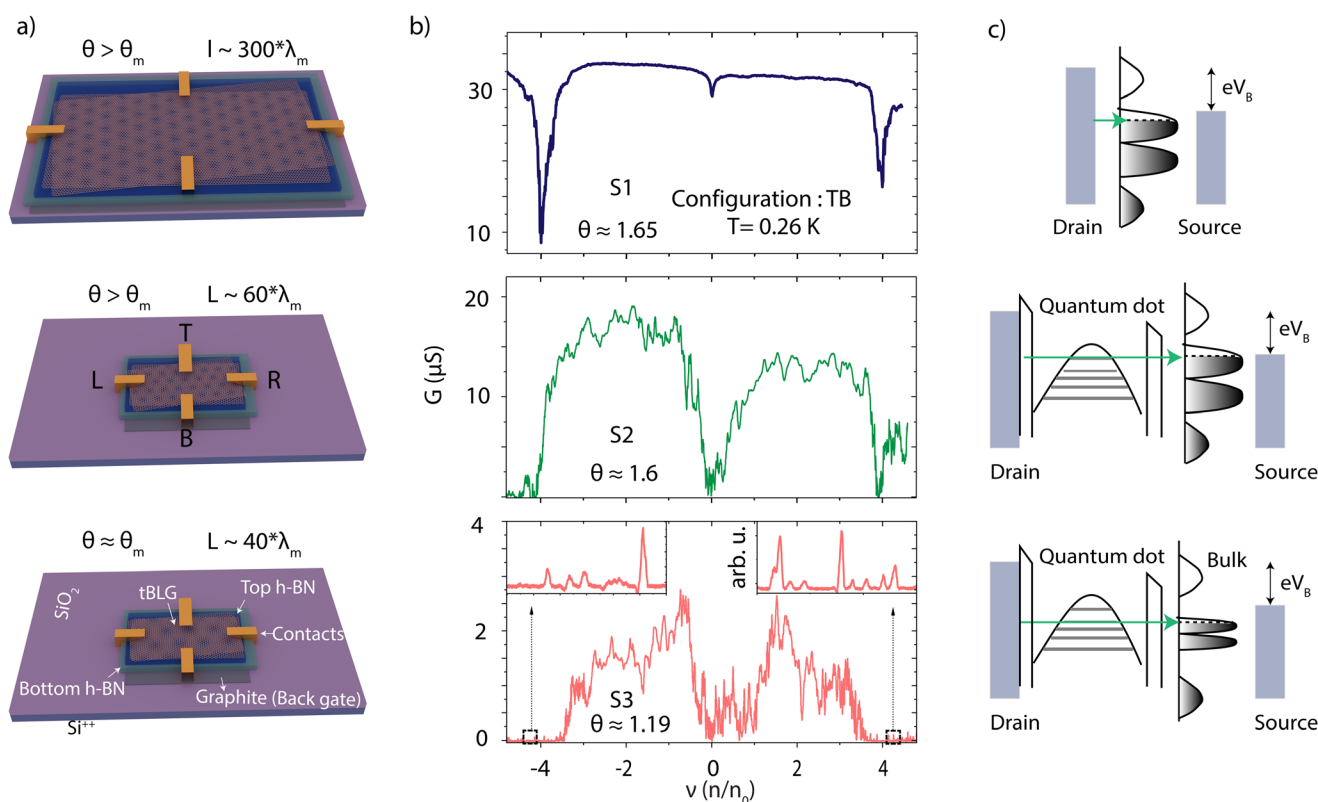 a)
θ > θm l ~ 300*λm
θ > θm L ~ 60*λm
T
L R
B
θ ≈ θm L ~ 40*λm
SiO2
tBLG
Top h-BN
Contacts
Bottom h-BN
Graphite (Back gate)
Si++
b)
30
10
S1
θ ≈ 1.65
Configuration : TB
T= 0.26 K
20
10
0
G (µS)
S2
θ ≈ 1.6
4
2
0
arb. u.
S3
θ ≈ 1.19
-4 -2 0 2 4
ν (n/n0)
c)
eVB
Drain Source
Quantum dot
eVB
Drain Source
Quantum dot Bulk
eVB
Drain Source